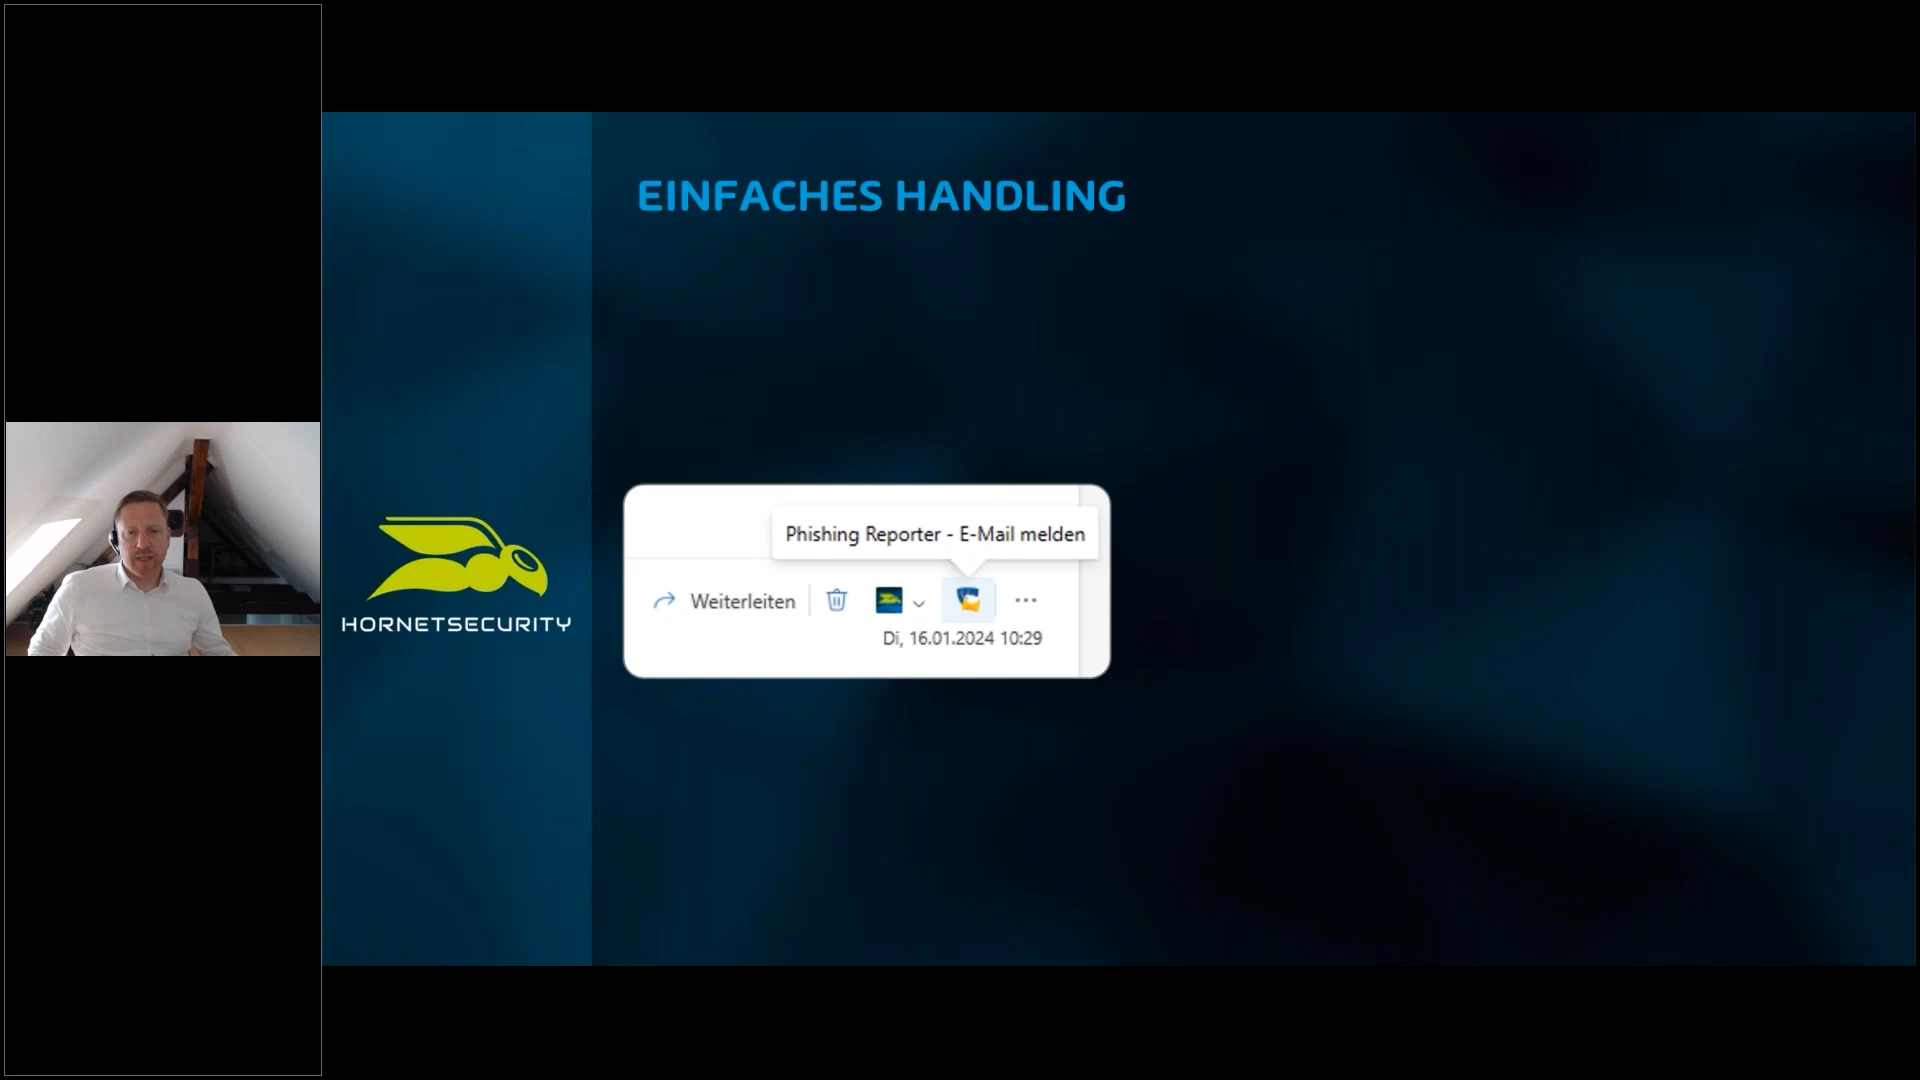 EINFACHES HANDLING
Phishing Reporter - E-Mail melden
Weiterleiten
Di, 16.01.2024 10:29
HORNETSECURITY